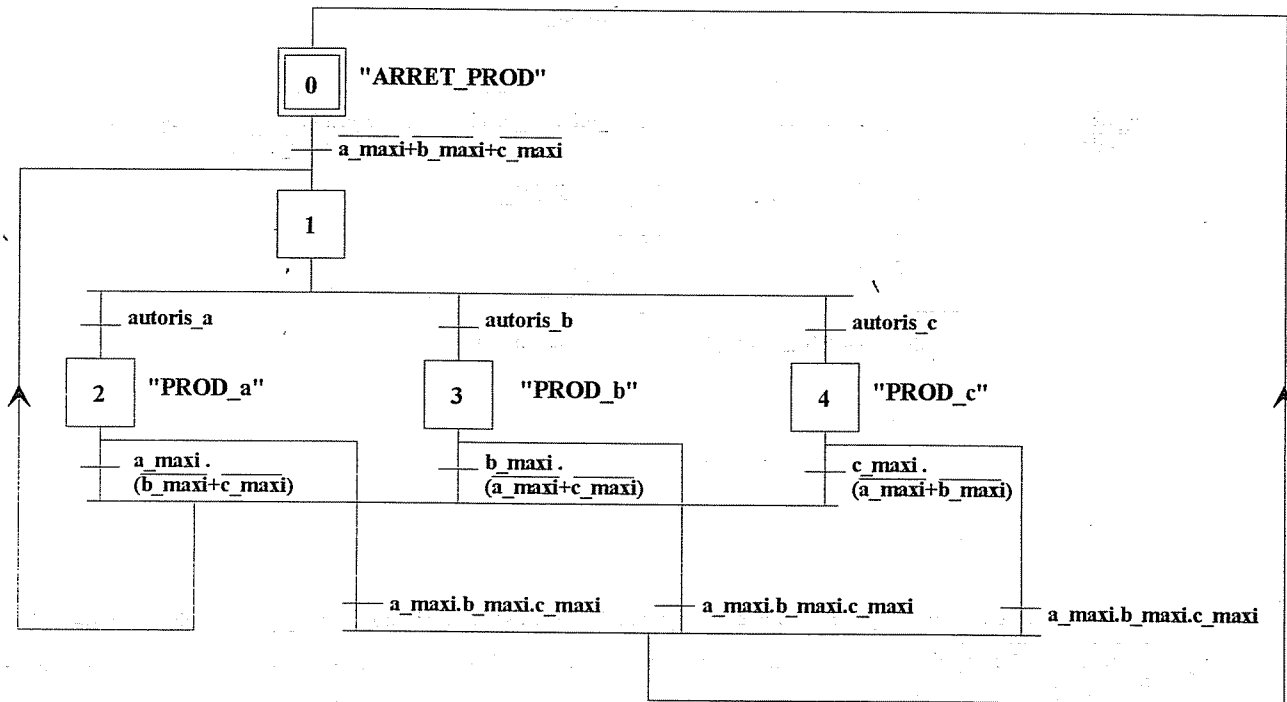 0 "ARRET_PROD"
a_maxi+b_maxi+c_maxi
1
autoris_a autoris_b autoris_c
2 "PROD_a" 3 "PROD_b" 4 "PROD_c"
a_maxi . b_maxi . c_maxi .
(b_maxi+c_maxi) (a_maxi+c_maxi) (a_maxi+b_maxi)
a_maxi.b_maxi.c_maxi a_maxi.b_maxi.c_maxi a_maxi.b_maxi.c_maxi